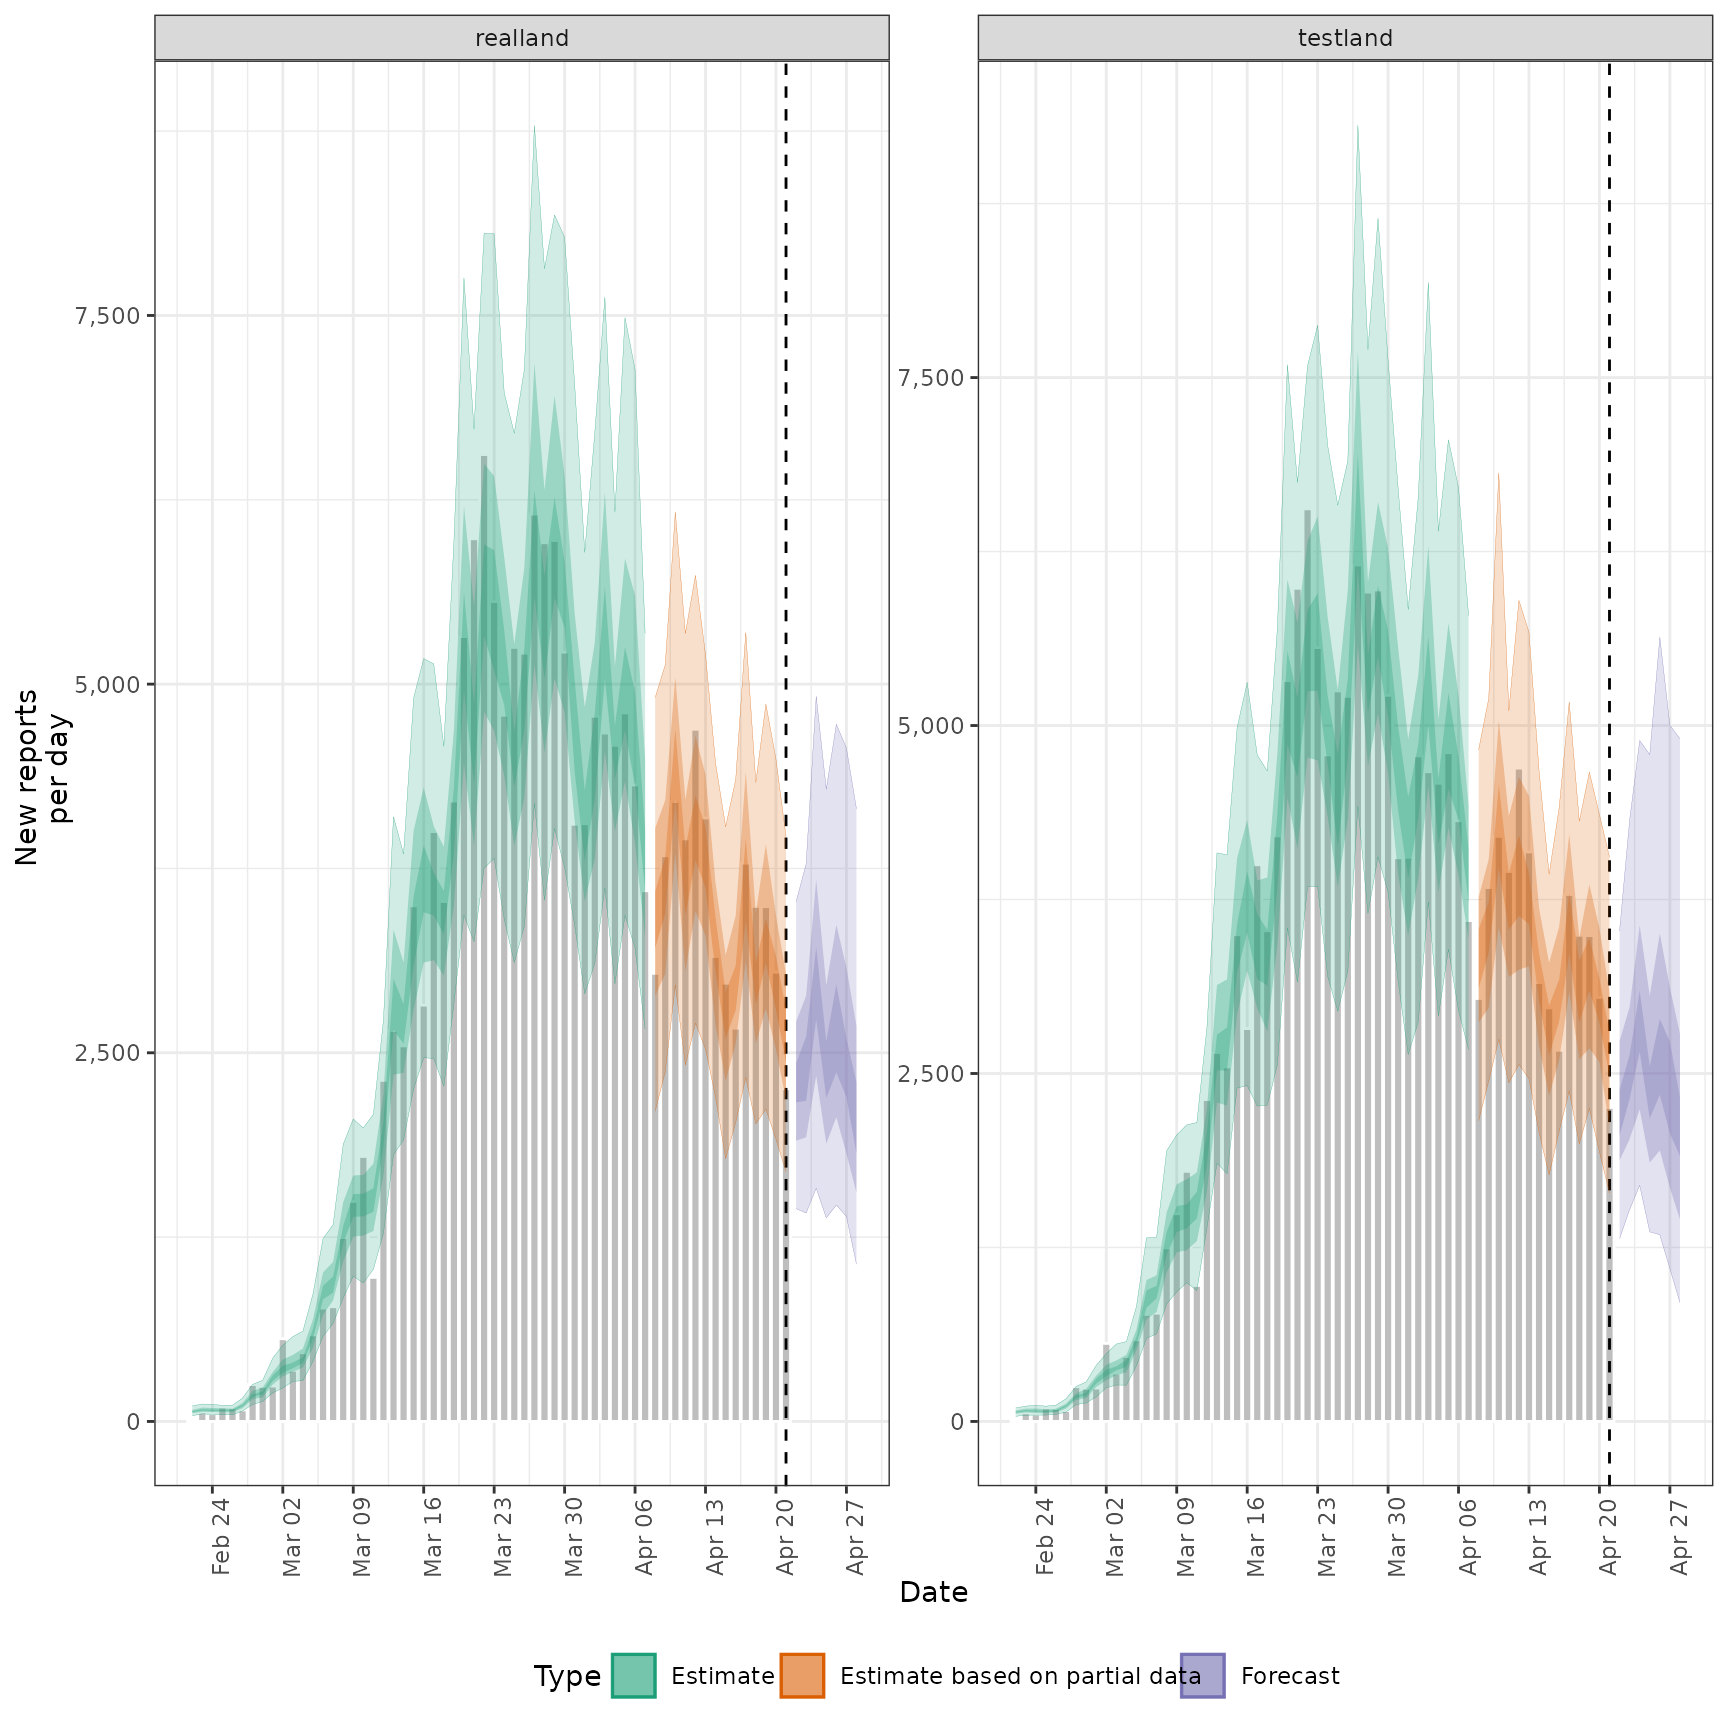 realland
testland
New reports
per day
7,500
5,000
2,500
0
7,500
5,000
2,500
0
Feb 24
Mar 02
Mar 09
Mar 16
Mar 23
Mar 30
Apr 06
Apr 13
Apr 20
Apr 27
Feb 24
Mar 02
Mar 09
Mar 16
Mar 23
Mar 30
Apr 06
Apr 13
Apr 20
Apr 27
Date
Type Estimate Estimate based on partial data Forecast